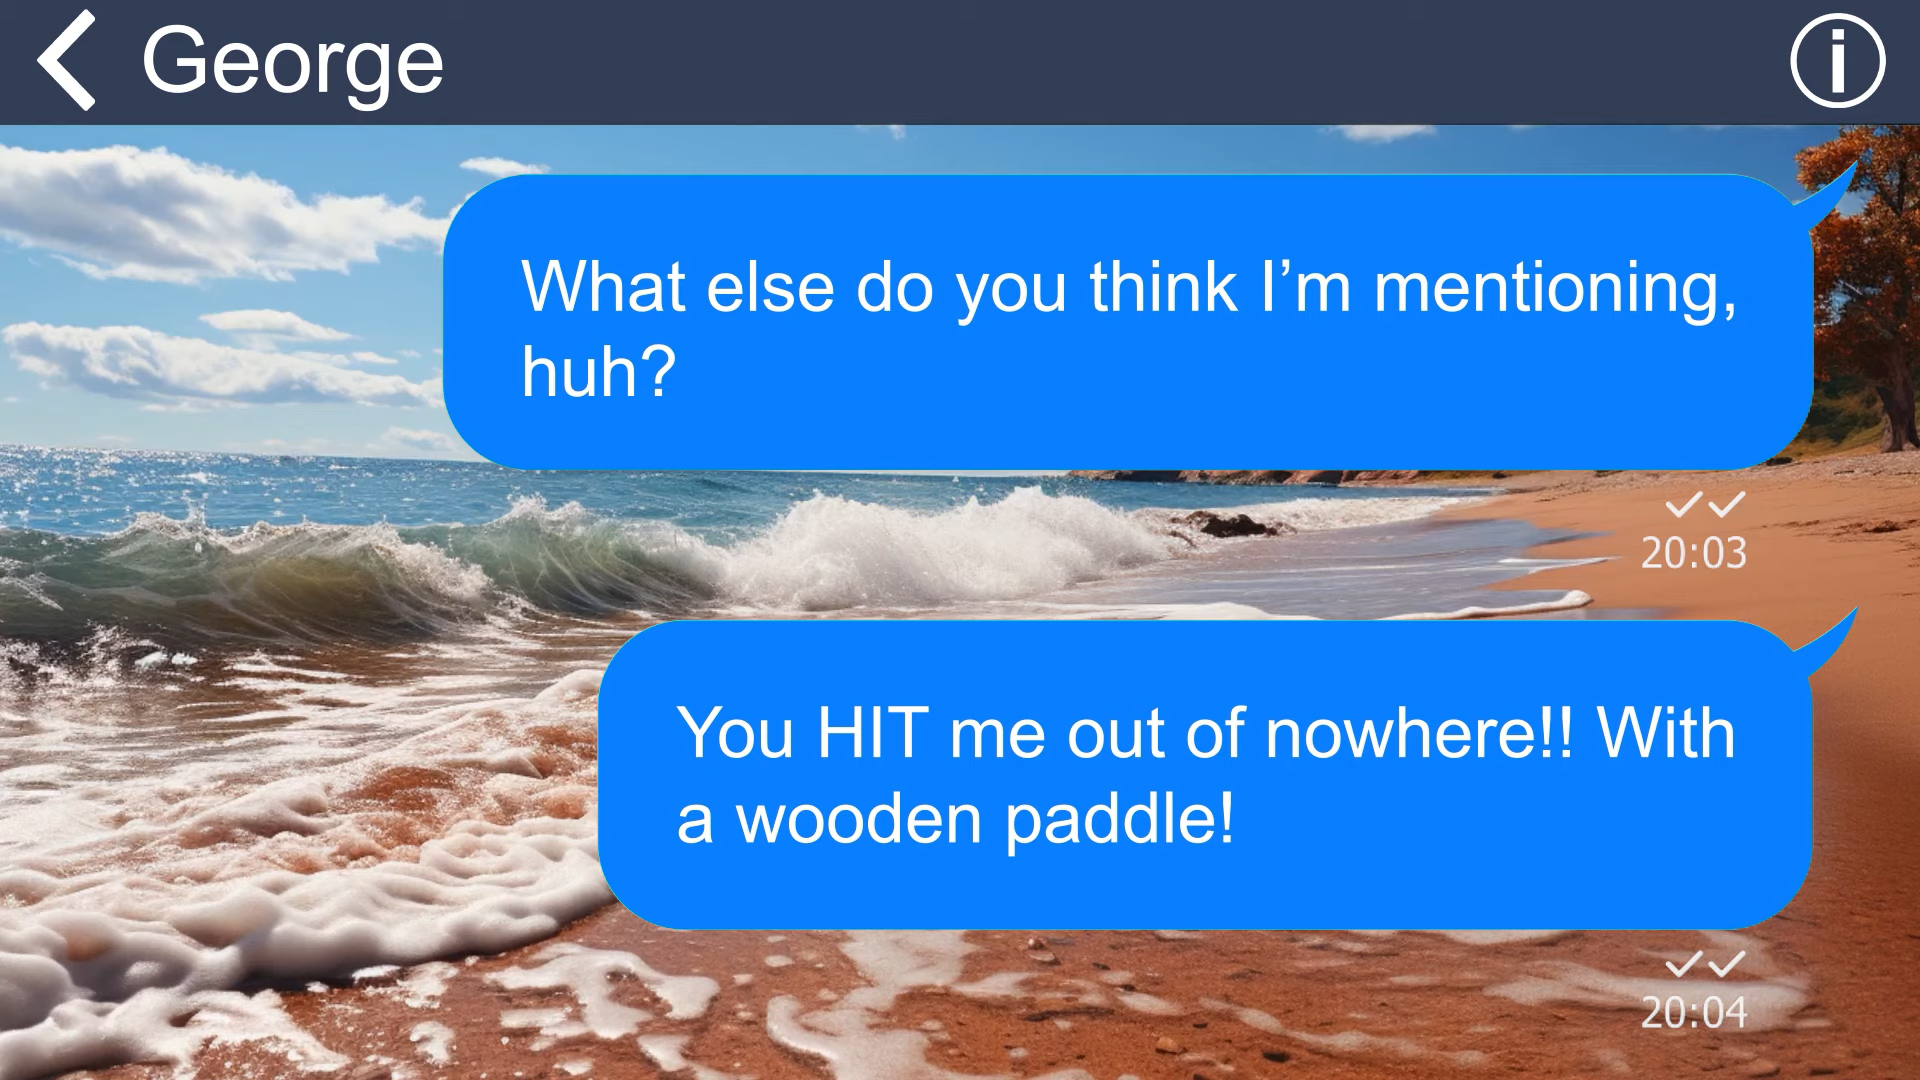 George
What else do you think I’m mentioning,
huh?
20:03
You HIT me out of nowhere!! With
a wooden paddle!
20:04